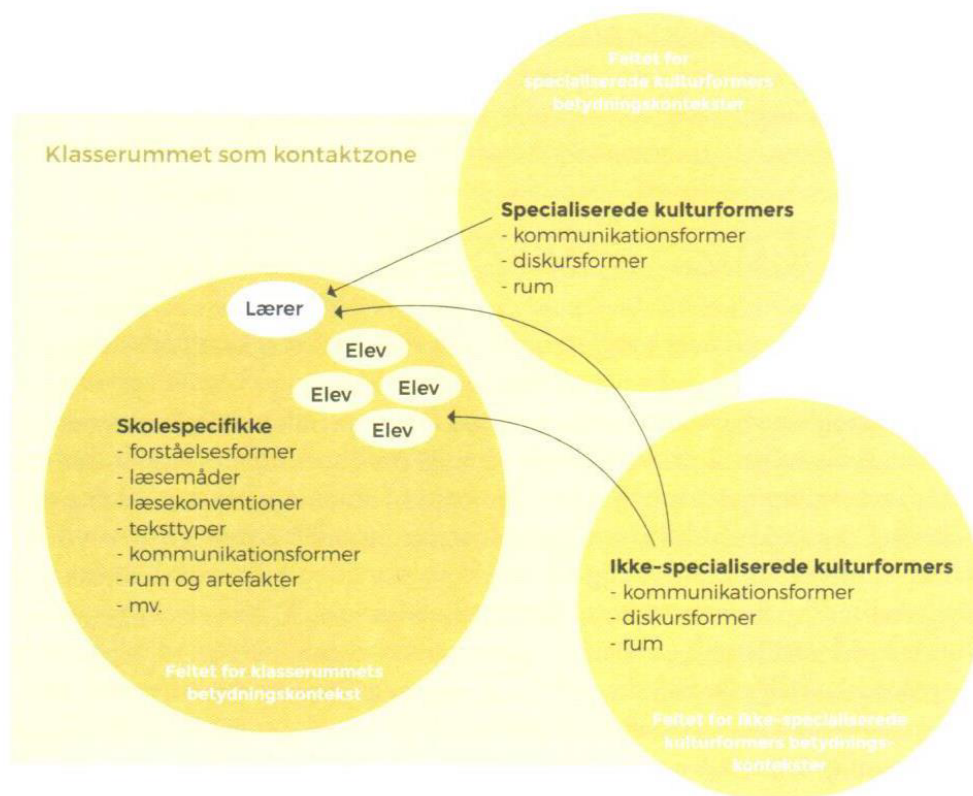 Feltet for
specialiserede kulturformers
betydningskontekster
Klasserummet som kontaktzone
Specialiserede kulturformers
- kommunikationsformer
- diskursformer
- rum
Lærer
Elev
Elev
Elev
Elev
Skolespecifikke
- forståelsesformer
- læsemåder
- læsekonventioner
- teksttyper
- kommunikationsformer
- rum og artefakter
- mv.
Feltet for klasserummets
betydningskontekst
Ikke-specialiserede kulturformers
- kommunikationsformer
- diskursformer
- rum
Feltet for ikke-specialiserede
kulturformers betydnings-
kontekster